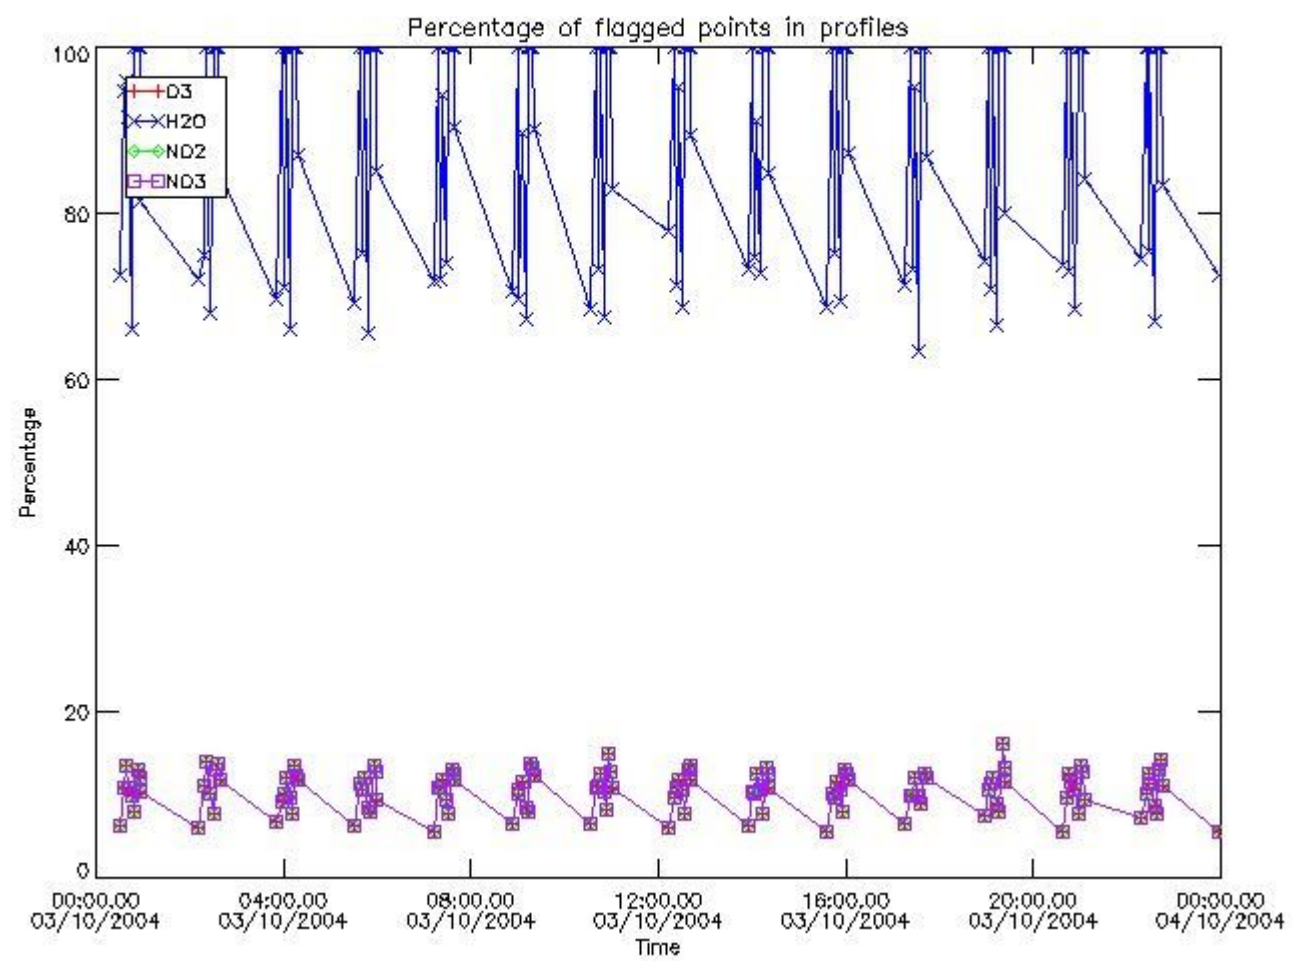 Percentage of flagged points in profiles
100
80
60
40
20
0
O3
H2O
NO2
NO3
Percentage
00:00.00 04:00.00 08:00.00 12:00.00 16:00.00 20:00.00 00:00.00
03/10/2004 03/10/2004 03/10/2004 03/10/2004 03/10/2004 03/10/2004 04/10/2004
Time